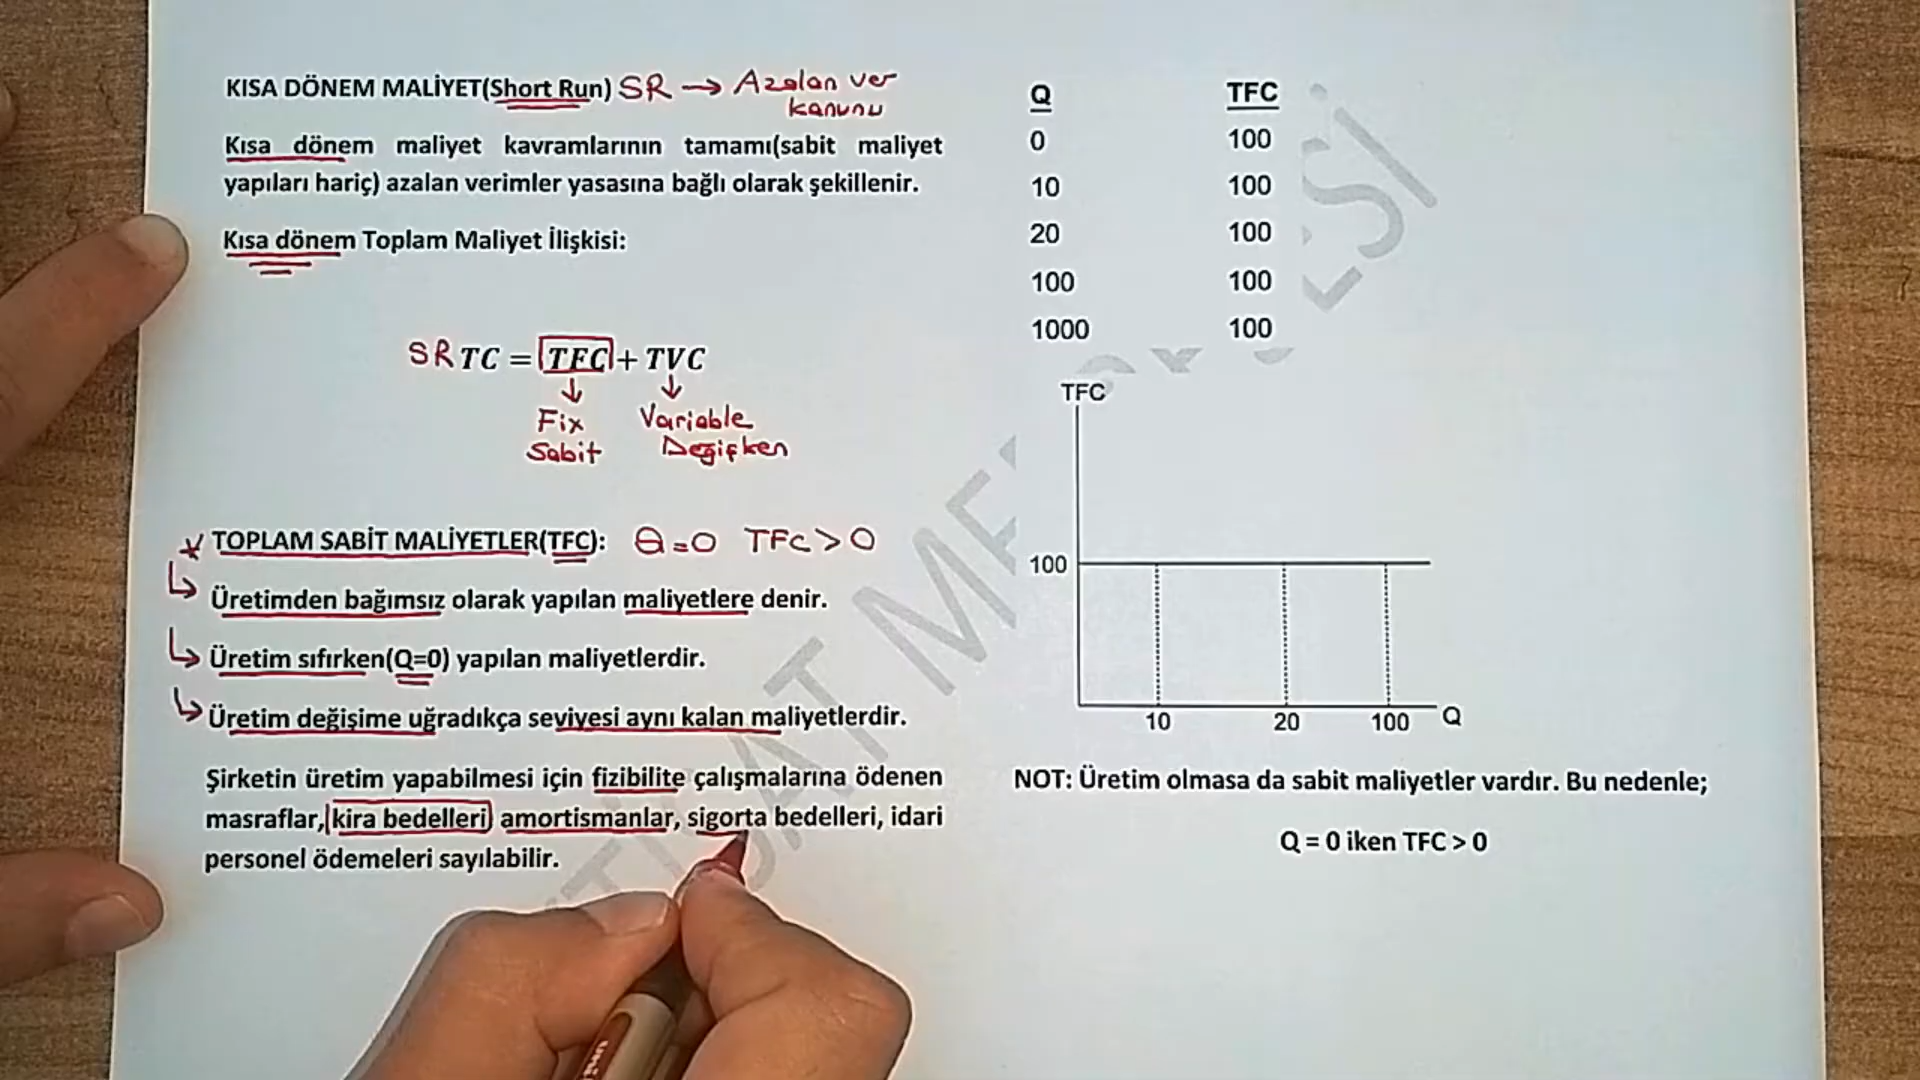 KISA DÖNEM MALİYET(Short Run) SR → Azalan ver
kanunu
Kısa dönem maliyet kavramlarının tamamı(sabit maliyet
yapıları hariç) azalan verimler yasasına bağlı olarak şekillenir.
Kısa dönem Toplam Maliyet İlişkisi:
SR TC = TFC + TVC
↓ ↓
Fix Variable
Sabit Değişken
TOPLAM SABİT MALİYETLER(TFC): Q=0 TFC>0
Üretimden bağımsız olarak yapılan maliyetlere denir.
Üretim sıfırken(Q=0) yapılan maliyetlerdir.
Üretim değişime uğradıkça seviyesi aynı kalan maliyetlerdir.
Şirketin üretim yapabilmesi için fizibilite çalışmalarına ödenen
masraflar, kira bedelleri amortismanlar, sigorta bedelleri, idari
personel ödemeleri sayılabilir.
Q TFC
0 100
10 100
20 100
100 100
1000 100
TFC
100
10 20 100 Q
NOT: Üretim olmasa da sabit maliyetler vardır. Bu nedenle;
Q = 0 iken TFC > 0